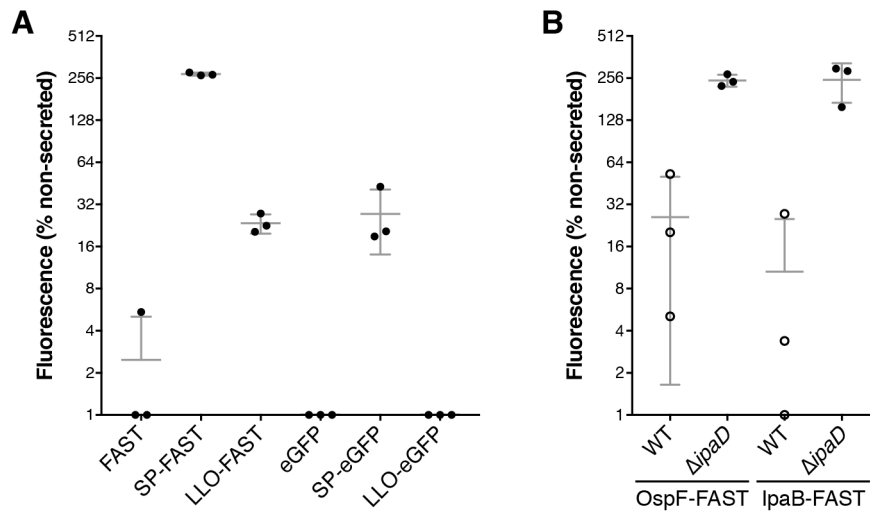 A
Fluorescence (% non-secreted)
512
256
128
64
32
16
8
4
2
1
FAST
SP-FAST
LLO-FAST
eGFP
SP-eGFP
LLO-eGFP
B
Fluorescence (% non-secreted)
512
256
128
64
32
16
8
4
2
1
WT
ΔipaD
WT
ΔipaD
OspF-FAST
IpaB-FAST